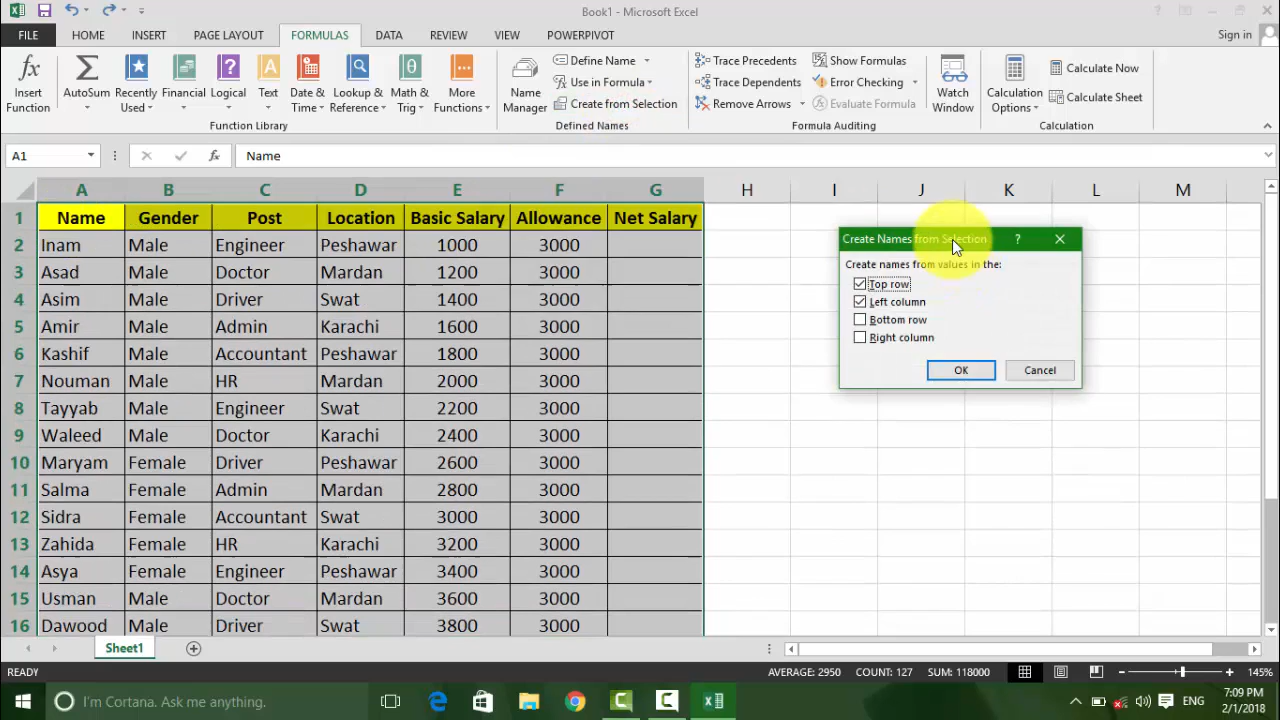 Book1 - Microsoft Excel
FILE HOME INSERT PAGE LAYOUT FORMULAS DATA REVIEW VIEW POWERPIVOT Sign in
Insert Function
AutoSum
Recently Used
Financial
Logical
Text
Date & Time
Lookup & Reference
Math & Trig
More Functions
Function Library
Name Manager
Define Name
Use in Formula
Create from Selection
Defined Names
Trace Precedents
Trace Dependents
Remove Arrows
Show Formulas
Error Checking
Evaluate Formula
Formula Auditing
Watch Window
Calculation Options
Calculate Now
Calculate Sheet
Calculation
A1 fx Name
A B C D E F G H I J K L M
1 Name Gender Post Location Basic Salary Allowance Net Salary
2 Inam Male Engineer Peshawar 1000 3000
3 Asad Male Doctor Mardan 1200 3000
4 Asim Male Driver Swat 1400 3000
5 Amir Male Admin Karachi 1600 3000
6 Kashif Male Accountant Peshawar 1800 3000
7 Nouman Male HR Mardan 2000 3000
8 Tayyab Male Engineer Swat 2200 3000
9 Waleed Male Doctor Karachi 2400 3000
10 Maryam Female Driver Peshawar 2600 3000
11 Salma Female Admin Mardan 2800 3000
12 Sidra Female Accountant Swat 3000 3000
13 Zahida Female HR Karachi 3200 3000
14 Asya Female Engineer Peshawar 3400 3000
15 Usman Male Doctor Mardan 3600 3000
16 Dawood Male Driver Swat 3800 3000
Create Names from Selection ?
Create names from values in the:
Top row
Left column
Bottom row
Right column
OK Cancel
Sheet1
READY AVERAGE: 2950 COUNT: 127 SUM: 118000 145%
I'm Cortana. Ask me anything. ENG 7:09 PM
2/1/2018